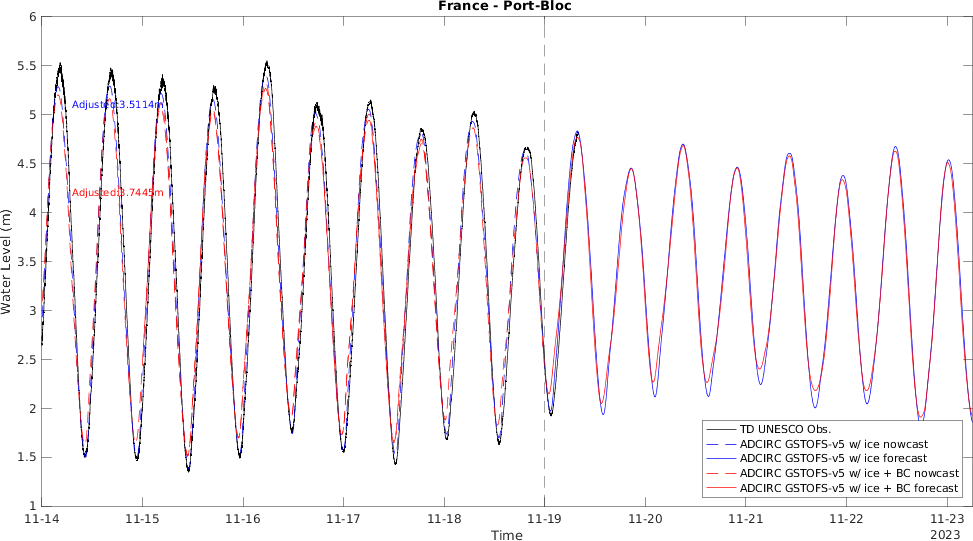 France - Port-Bloc
6
5.5
5
4.5
4
3.5
3
2.5
2
1.5
1
Water Level (m)
Adjusted:3.5114m
Adjusted:3.7445m
TD UNESCO Obs.
ADCIRC GSTOFS-v5 w/ ice nowcast
ADCIRC GSTOFS-v5 w/ ice forecast
ADCIRC GSTOFS-v5 w/ ice + BC nowcast
ADCIRC GSTOFS-v5 w/ ice + BC forecast
11-14 11-15 11-16 11-17 11-18 11-19 11-20 11-21 11-22 11-23
Time
2023